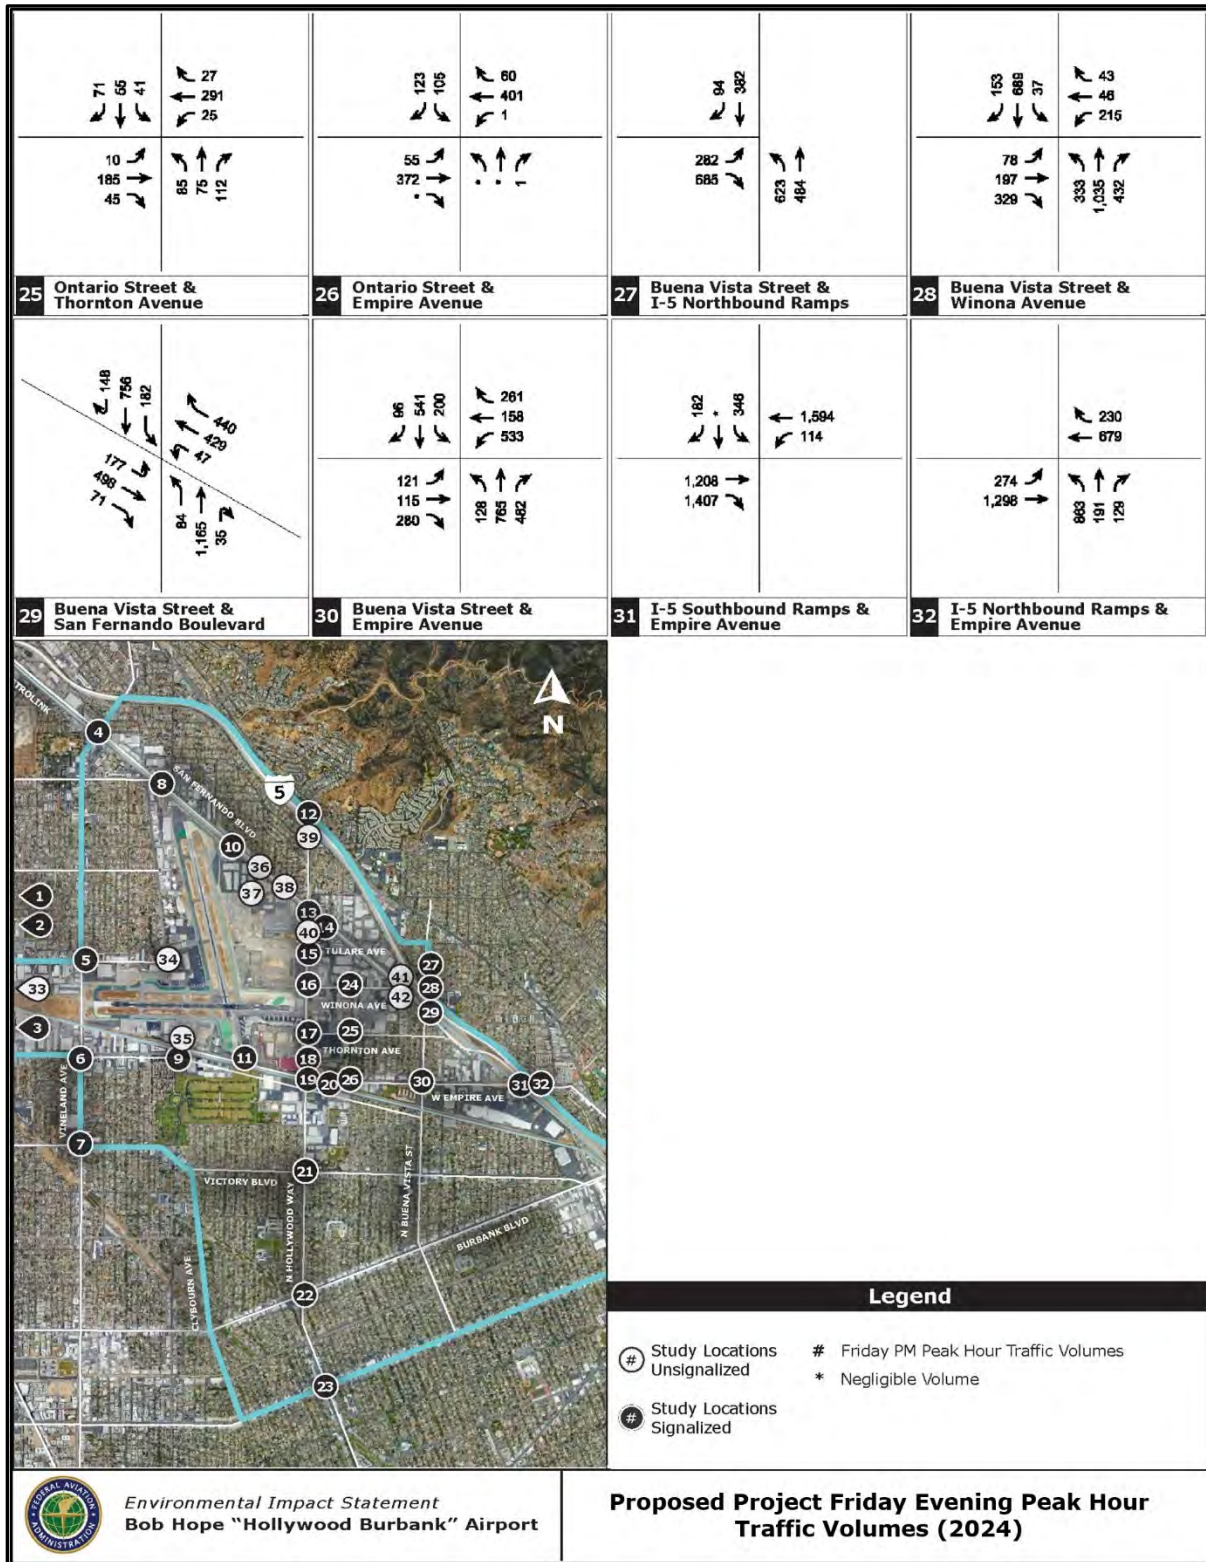 71 65 41
27
291
25
10
185
45
85 75 112
25 Ontario Street &
Thornton Avenue
123 105
60
401
1
55
372
*
* * 1
26 Ontario Street &
Empire Avenue
94 382
282
685
623 484
27 Buena Vista Street &
I-5 Northbound Ramps
153 689 37
43
46
215
78
197
329
333 1,035 432
28 Buena Vista Street &
Winona Avenue
148 756 182
440
429
47
177
498
71
84 1,165 35
29 Buena Vista Street &
San Fernando Boulevard
96 541 200
261
158
533
121
115
280
128 765 482
30 Buena Vista Street &
Empire Avenue
182 * 346
1,594
114
1,208
1,407
31 I-5 Southbound Ramps &
Empire Avenue
230
679
274
1,298
863 191 129
32 I-5 Northbound Ramps &
Empire Avenue
TROLINK
N
4
8
SAN FERNANDO BLVD
5
12
39
10
36
37
38
1
2
13
14
40
15
TULARE AVE
5
34
27
41
33
16
24
28
42
WINONA AVE
29
3
35
17
25
THORNTON AVE
6
9
11
18
19
20
26
30
31
32
W EMPIRE AVE
VINELAND AVE
7
21
VICTORY BLVD
N HOLLYWOOD WAY
N BUENA VISTA ST
BURBANK BLVD
CLYBOURN AVE
22
23
Legend
# Study Locations
Unsignalized
# Friday PM Peak Hour Traffic Volumes
* Negligible Volume
# Study Locations
Signalized
FEDERAL AVIATION
ADMINISTRATION
Environmental Impact Statement
Bob Hope “Hollywood Burbank” Airport
Proposed Project Friday Evening Peak Hour
Traffic Volumes (2024)